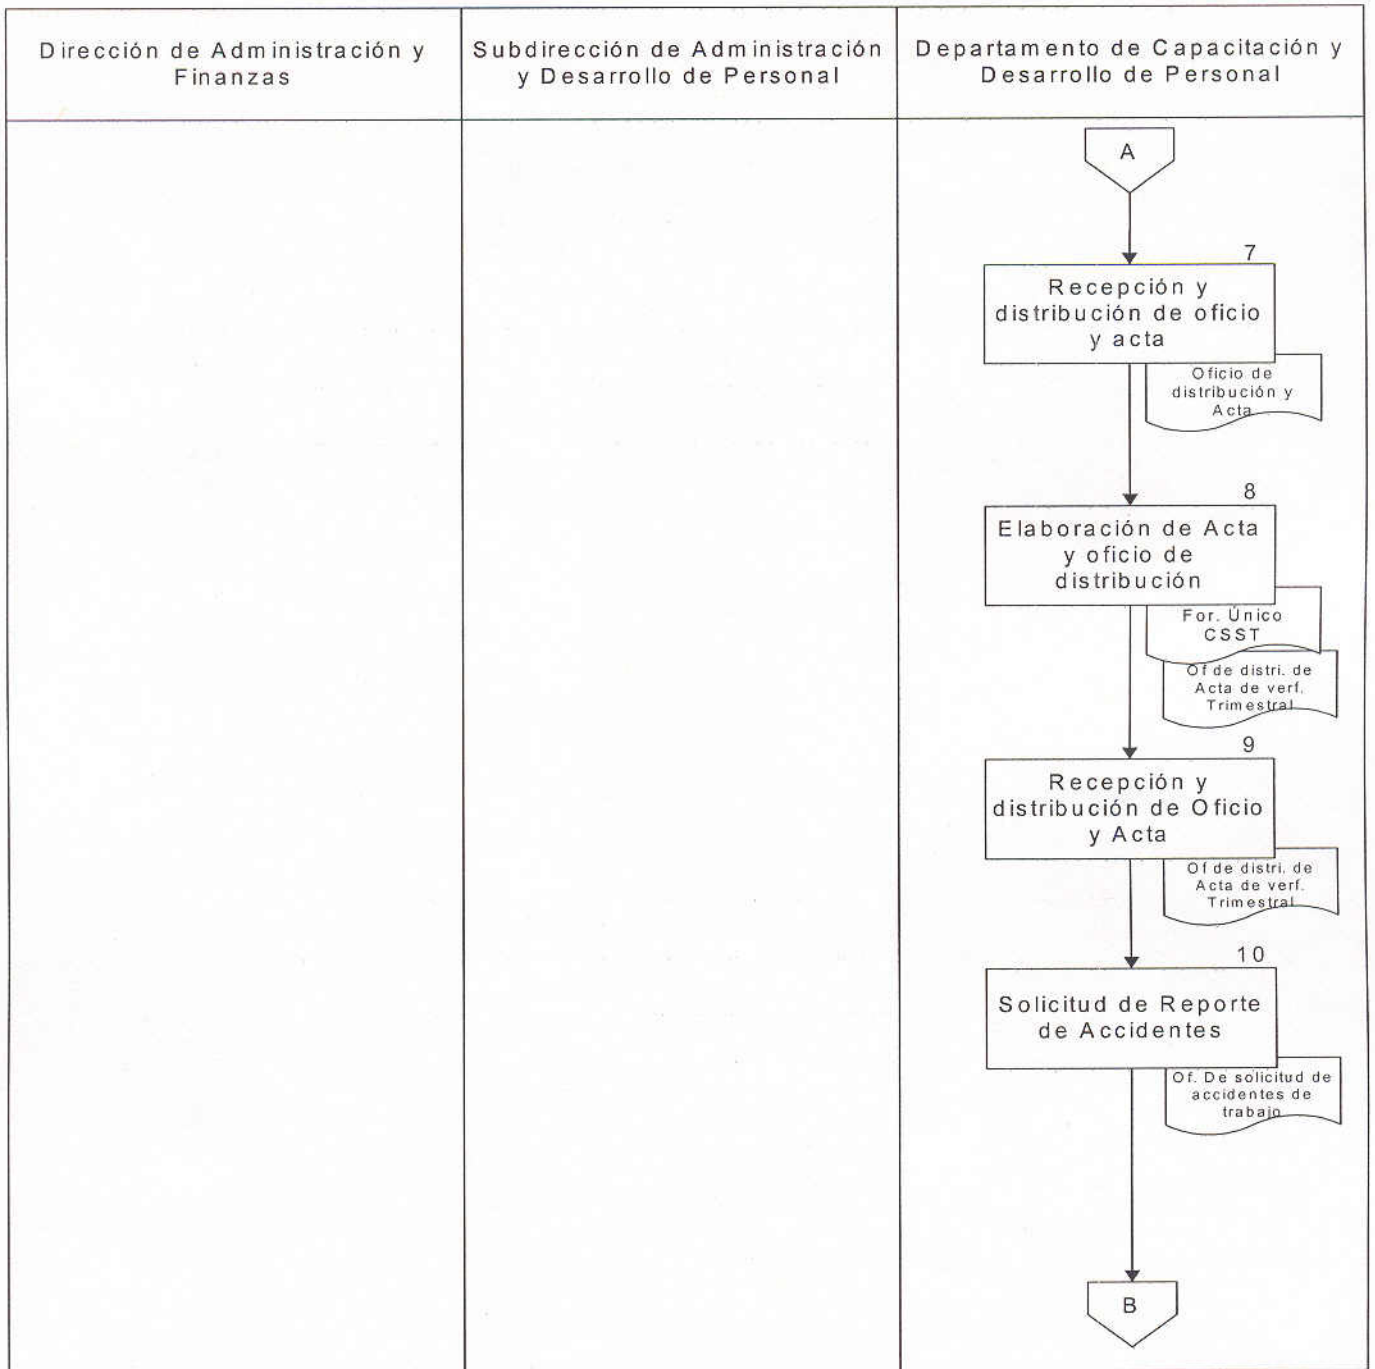 Dirección de Administración y
Finanzas
Subdirección de Administración
y Desarrollo de Personal
Departamento de Capacitación y
Desarrollo de Personal
A
7
Recepción y
distribución de oficio
y acta
Oficio de
distribución y
Acta
8
Elaboración de Acta
y oficio de
distribución
For. Único
CSST
Of de distri. de
Acta de verf.
Trimestral
9
Recepción y
distribución de Oficio
y Acta
Of de distri. de
Acta de verf.
Trimestral
10
Solicitud de Reporte
de Accidentes
Of. De solicitud de
accidentes de
trabajo
B